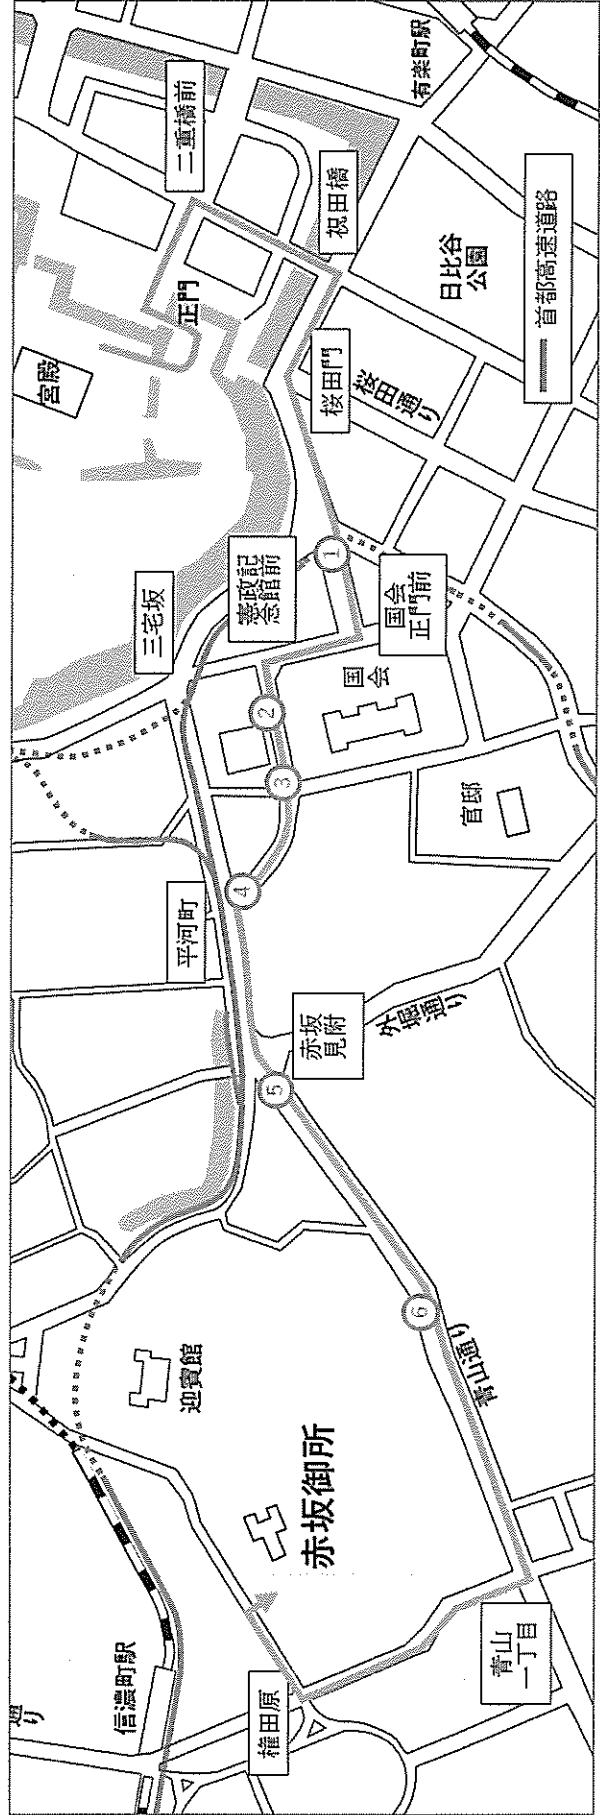 通り
信濃町駅
権田原
青山
一丁目
赤坂御所
迎賓館
青山通り
6
5
赤坂
見附
外堀通り
平河町
4
3
2
官邸
国会
三毛坂
憲政記
念館前
1
国会
正門前
宮殿
正門
桜田門
桜田通り
二重橋前
祝田橋
日比谷
公園
有楽町駅
首都高速道路